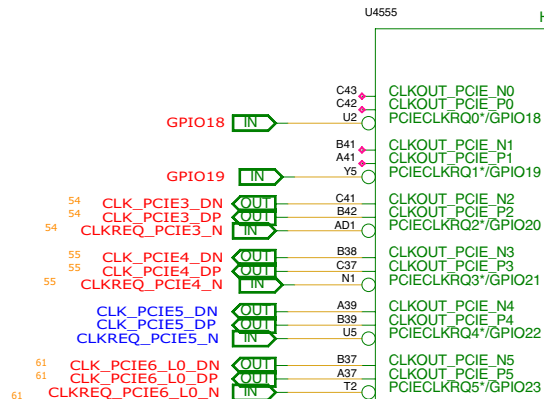 U4555
H
C43 CLKOUT_PCIE_N0
C42 CLKOUT_PCIE_P0
GPIO18 IN U2 PCIECLKRQ0*/GPIO18
B41 CLKOUT_PCIE_N1
A41 CLKOUT_PCIE_P1
GPIO19 IN Y5 PCIECLKRQ1*/GPIO19
54 CLK_PCIE3_DN OUT C41 CLKOUT_PCIE_N2
54 CLK_PCIE3_DP OUT B42 CLKOUT_PCIE_P2
54 CLKREQ_PCIE3_N IN AD1 PCIECLKRQ2*/GPIO20
55 CLK_PCIE4_DN OUT B38 CLKOUT_PCIE_N3
55 CLK_PCIE4_DP OUT C37 CLKOUT_PCIE_P3
55 CLKREQ_PCIE4_N IN N1 PCIECLKRQ3*/GPIO21
CLK_PCIE5_DN OUT A39 CLKOUT_PCIE_N4
CLK_PCIE5_DP OUT B39 CLKOUT_PCIE_P4
CLKREQ_PCIE5_N IN U5 PCIECLKRQ4*/GPIO22
61 CLK_PCIE6_L0_DN OUT B37 CLKOUT_PCIE_N5
61 CLK_PCIE6_L0_DP OUT A37 CLKOUT_PCIE_P5
61 CLKREQ_PCIE6_L0_N IN T2 PCIECLKRQ5*/GPIO23